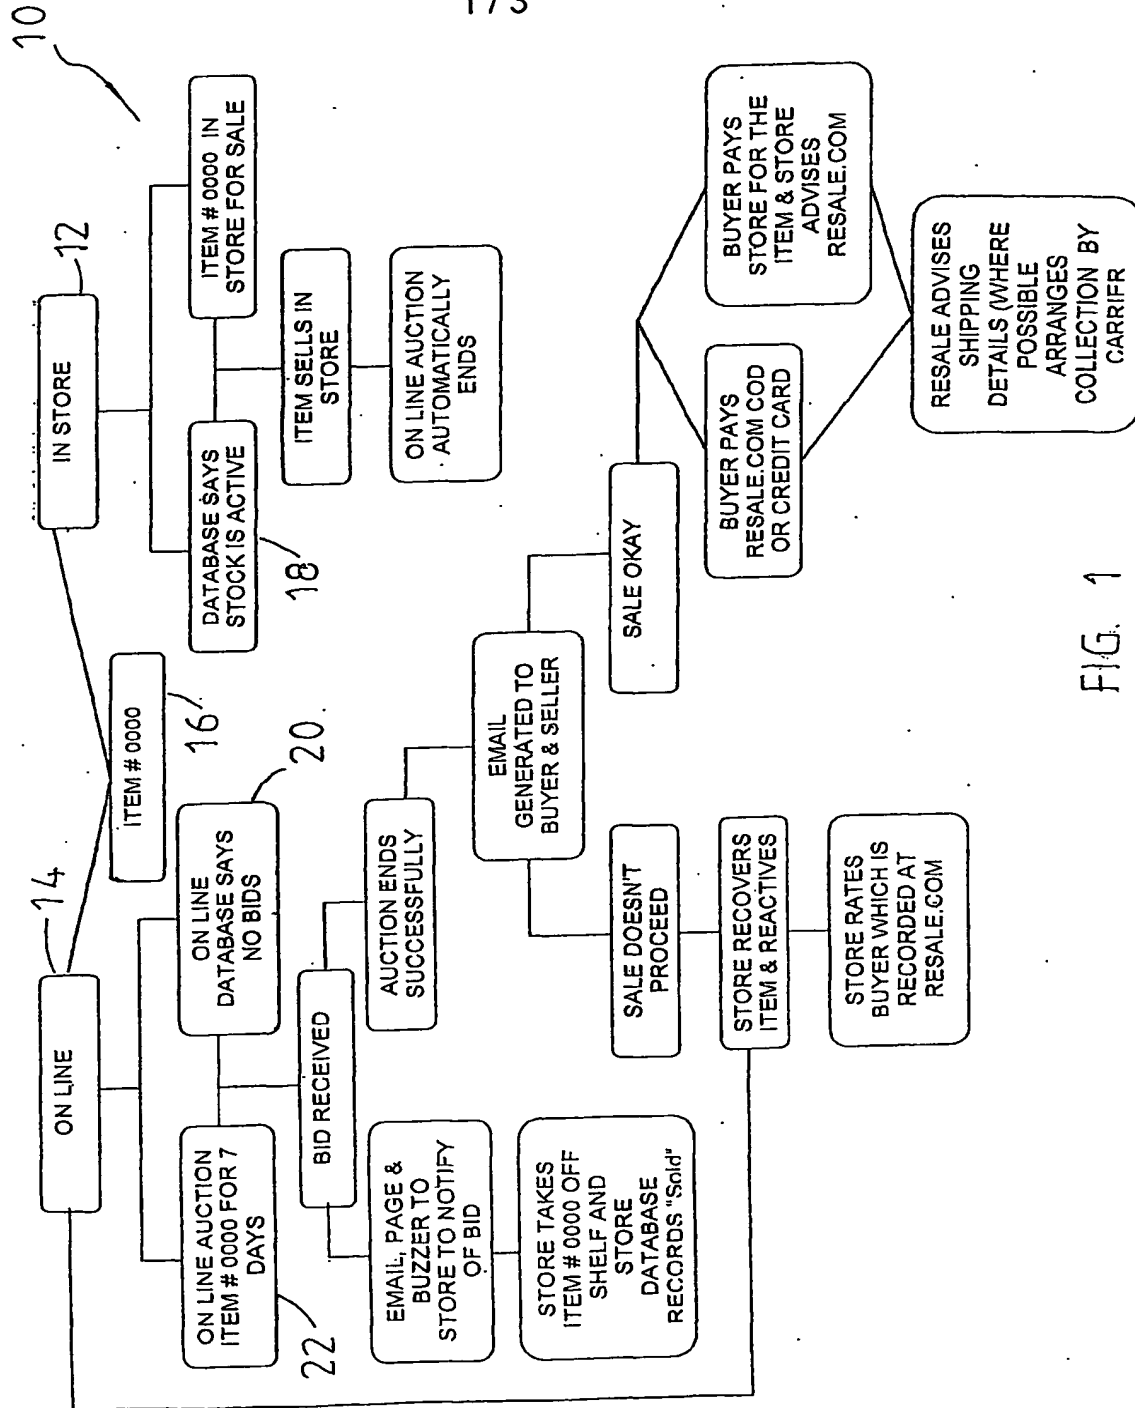 1/3
10
14
ON LINE
IN STORE
12
ITEM # 0000
16
ON LINE AUCTION
ITEM # 0000 FOR 7
DAYS
22
ON LINE
DATABASE SAYS
NO BIDS
20
DATABASE SAYS
STOCK IS ACTIVE
18
ITEM # 0000 IN
STORE FOR SALE
BID RECEIVED
ITEM SELLS IN
STORE
EMAIL, PAGE &
BUZZER TO
STORE TO NOTIFY
OF BID
AUCTION ENDS
SUCCESSFULLY
ON LINE AUCTION
AUTOMATICALLY
ENDS
STORE TAKES
ITEM # 0000 OFF
SHELF AND
STORE
DATABASE
RECORDS "Sold"
EMAIL
GENERATED TO
BUYER & SELLER
SALE DOESN'T
PROCEED
SALE OKAY
STORE RECOVERS
ITEM & REACTIVES
BUYER PAYS
RESALE.COM COD
OR CREDIT CARD
BUYER PAYS
STORE FOR THE
ITEM & STORE
ADVISES
RESALE.COM
STORE RATES
BUYER WHICH IS
RECORDED AT
RESALE.COM
RESALE ADVISES
SHIPPING
DETAILS (WHERE
POSSIBLE
ARRANGES
COLLECTION BY
CARRIFR
FIG. 1